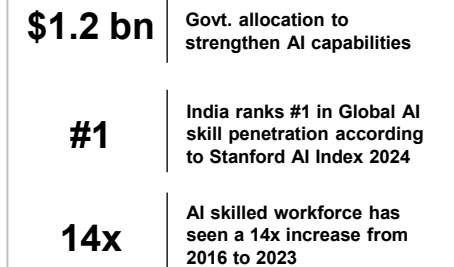 $1.2 bn
Govt. allocation to
strengthen AI capabilities
#1
India ranks #1 in Global AI
skill penetration according
to Stanford AI Index 2024
14x
AI skilled workforce has
seen a 14x increase from
2016 to 2023